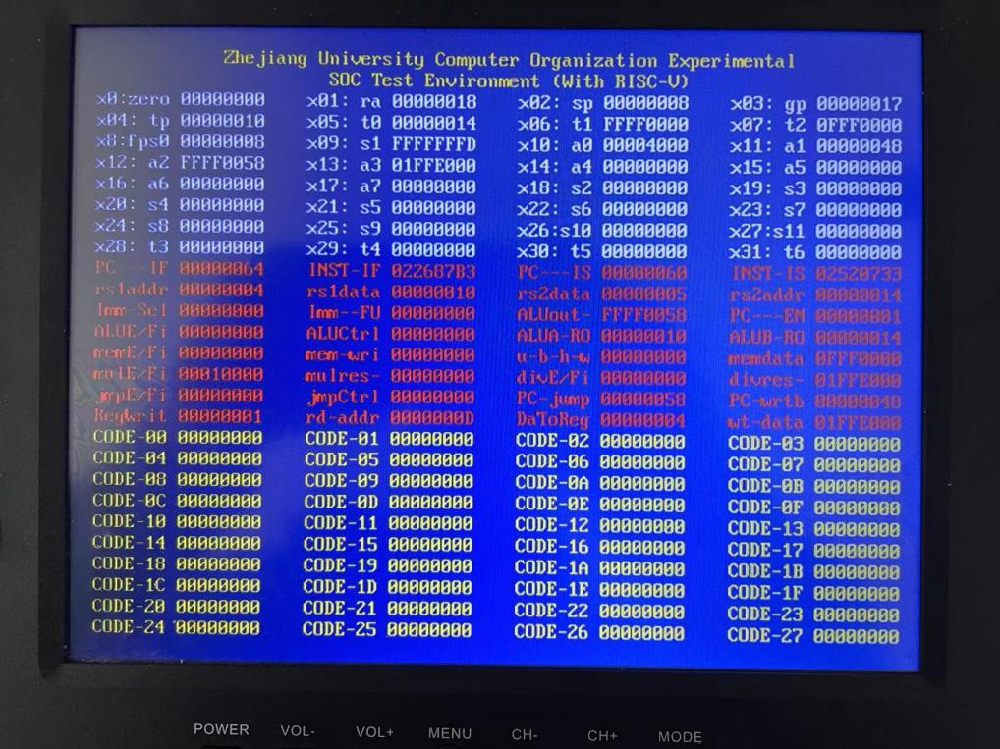 Zhejiang University Computer Organization Experimental
SOC Test Environment (With RISC-V)
x0:zero 00000000 x01: ra 00000018 x02: sp 00000008 x03: gp 00000017
x04: tp 00000010 x05: t0 00000014 x06: t1 FFFF0000 x07: t2 0FFF0000
x8:fps0 00000008 x09: s1 FFFFFFFD x10: a0 00004000 x11: a1 00000048
x12: a2 FFFF0058 x13: a3 01FFE000 x14: a4 00000000 x15: a5 00000000
x16: a6 00000000 x17: a7 00000000 x18: s2 00000000 x19: s3 00000000
x20: s4 00000000 x21: s5 00000000 x22: s6 00000000 x23: s7 00000000
x24: s8 00000000 x25: s9 00000000 x26:s10 00000000 x27:s11 00000000
x28: t3 00000000 x29: t4 00000000 x30: t5 00000000 x31: t6 00000000
PC---IF 00000064 INST-IF 022687B3 PC---IS 00000060 INST-IS 02520733
rs1addr 00000004 rs1data 00000010 rs2data 00000005 rs2addr 00000014
Imm-Sel 00000000 Imm--FU 00000000 ALUout- FFFF0058 PC---EN 00000001
ALUE/Fi 00000000 ALUCtrl 00000000 ALUA-RO 00000010 ALUB-RO 00000014
memE/Fi 00000000 mem-wri 00000000 u-b-h-w 00000000 memdata 0FFF0000
mulE/Fi 00010000 mulres- 00000000 divE/Fi 00000000 divres- 01FFE000
jmpE/Fi 00000000 jmpCtrl 00000000 PC-jump 00000058 PC-wrtb 00000048
RegWrit 00000001 rd-addr 0000000D DaToReg 00000004 wt-data 01FFE000
CODE-00 00000000 CODE-01 00000000 CODE-02 00000000 CODE-03 00000000
CODE-04 00000000 CODE-05 00000000 CODE-06 00000000 CODE-07 00000000
CODE-08 00000000 CODE-09 00000000 CODE-0A 00000000 CODE-0B 00000000
CODE-0C 00000000 CODE-0D 00000000 CODE-0E 00000000 CODE-0F 00000000
CODE-10 00000000 CODE-11 00000000 CODE-12 00000000 CODE-13 00000000
CODE-14 00000000 CODE-15 00000000 CODE-16 00000000 CODE-17 00000000
CODE-18 00000000 CODE-19 00000000 CODE-1A 00000000 CODE-1B 00000000
CODE-1C 00000000 CODE-1D 00000000 CODE-1E 00000000 CODE-1F 00000000
CODE-20 00000000 CODE-21 00000000 CODE-22 00000000 CODE-23 00000000
CODE-24 00000000 CODE-25 00000000 CODE-26 00000000 CODE-27 00000000
POWER VOL- VOL+ MENU CH- CH+ MODE